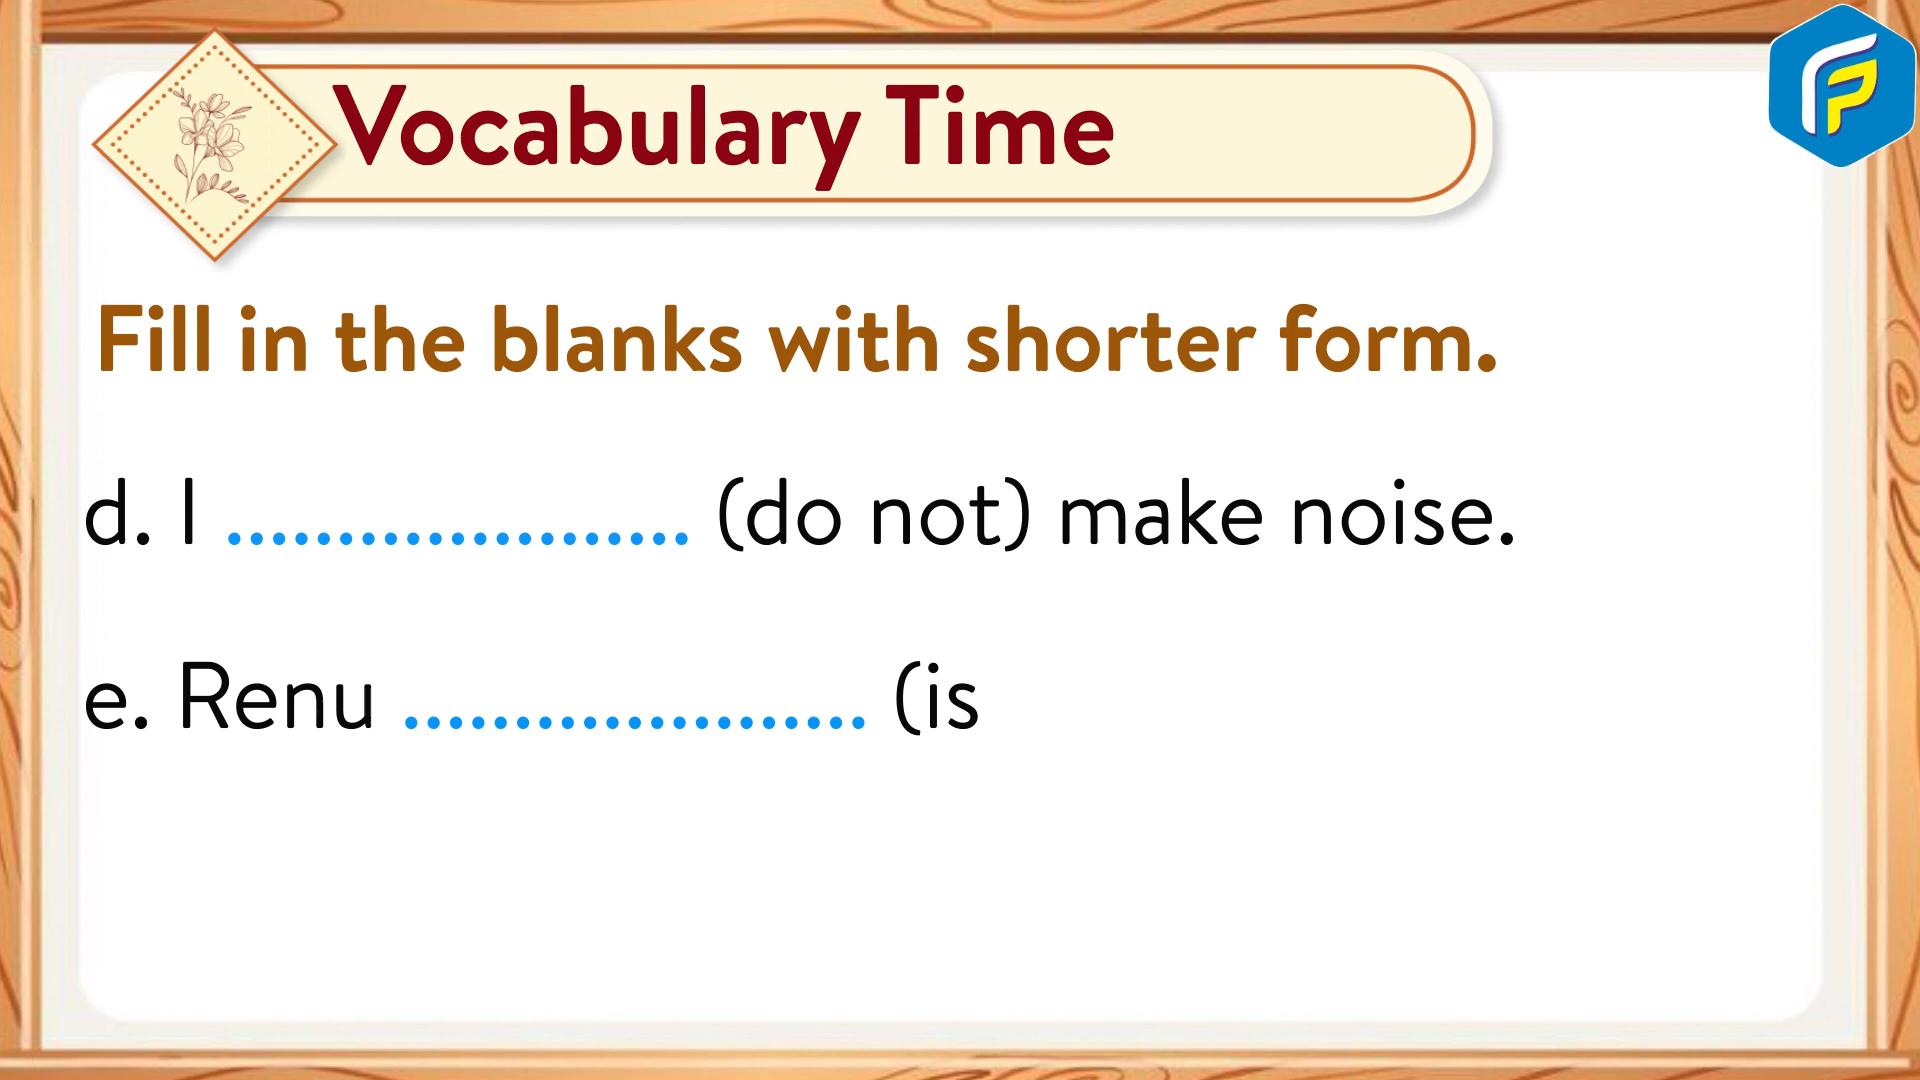 Vocabulary Time
Fill in the blanks with shorter form.
d. I ..................... (do not) make noise.
e. Renu ..................... (is